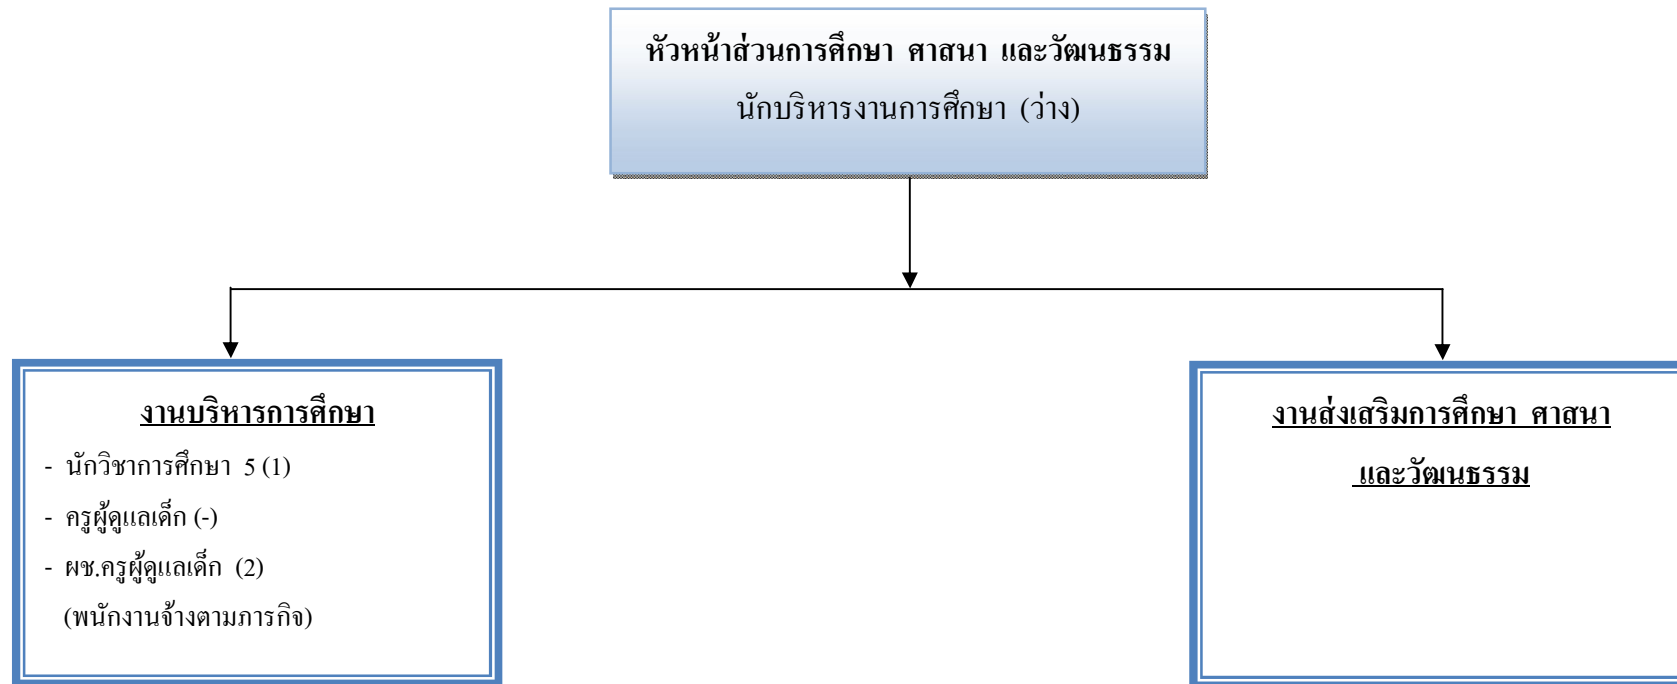 หัวหน้าส่วนการศึกษา ศาสนา และวัฒนธรรม
นักบริหารงานการศึกษา (ว่าง)
งานบริหารการศึกษา
- นักวิชาการศึกษา 5 (1)
- ครูผู้ดูแลเด็ก (-)
- ผช.ครูผู้ดูแลเด็ก (2)
(พนักงานจ้างตามภารกิจ)
งานส่งเสริมการศึกษา ศาสนา
และวัฒนธรรม